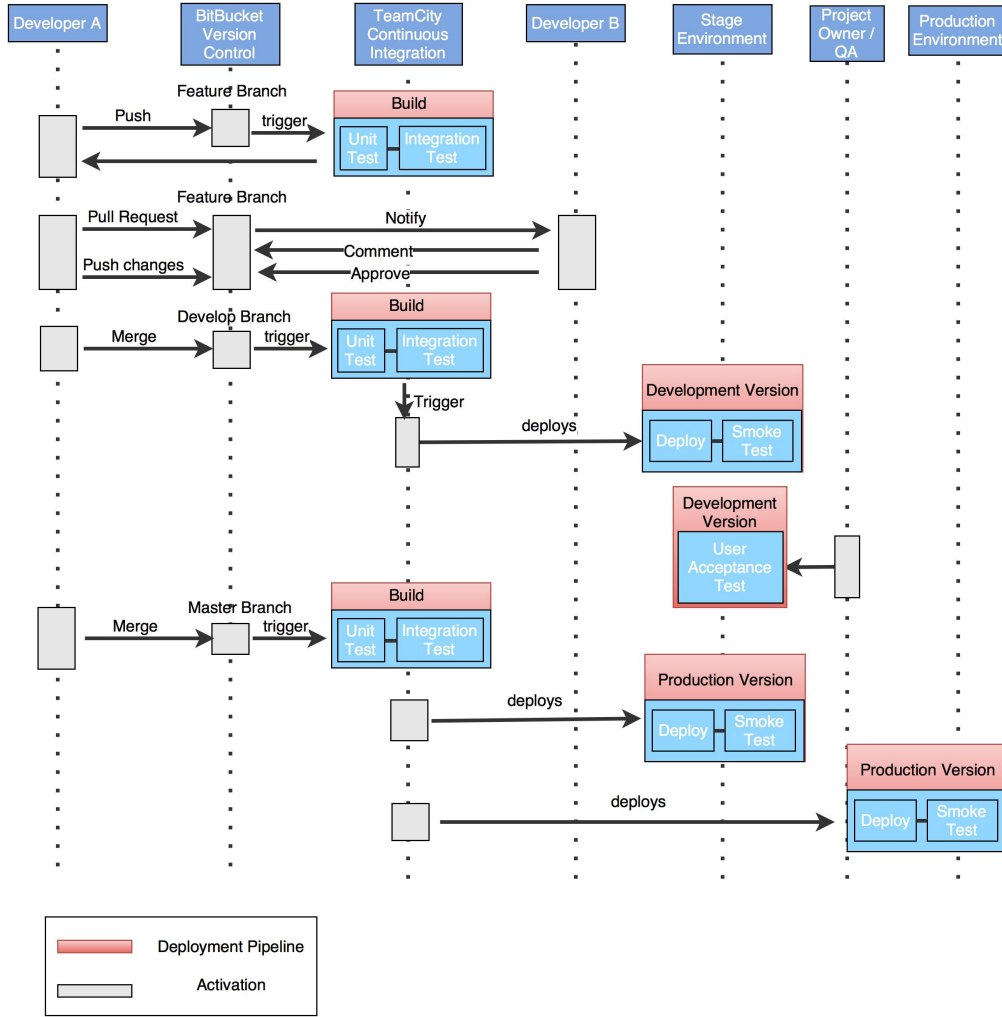 Developer A
BitBucket
Version
Control
TeamCity
Continuous
Integration
Developer B
Stage
Environment
Project
Owner /
QA
Production
Environment
Feature Branch
Push
trigger
Build
Unit
Test
Integration
Test
Feature Branch
Pull Request
Notify
Comment
Push changes
Approve
Develop Branch
Merge
trigger
Build
Unit
Test
Integration
Test
Trigger
deploys
Development Version
Deploy
Smoke
Test
Development
Version
User
Acceptance
Test
Master Branch
Merge
trigger
Build
Unit
Test
Integration
Test
deploys
Production Version
Deploy
Smoke
Test
deploys
Production Version
Deploy
Smoke
Test
Deployment Pipeline
Activation